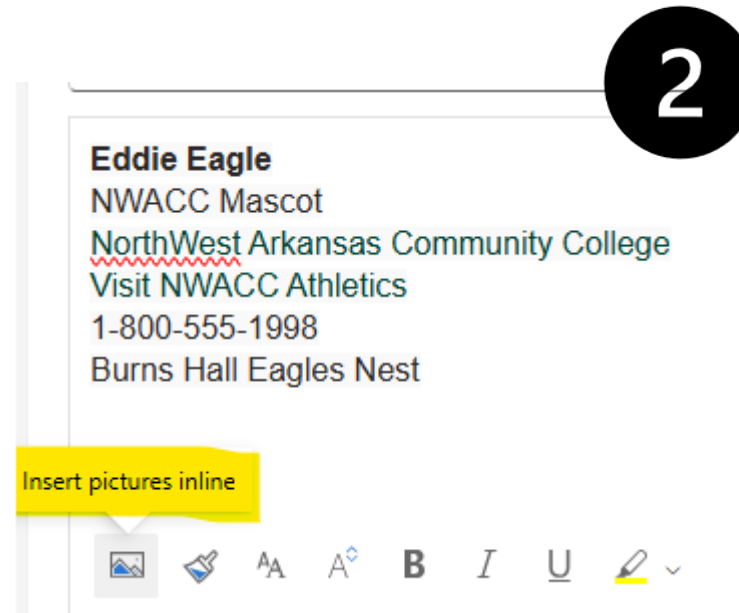 2
Eddie Eagle
NWACC Mascot
NorthWest Arkansas Community College
Visit NWACC Athletics
1-800-555-1998
Burns Hall Eagles Nest
Insert pictures inline
AA A B I U